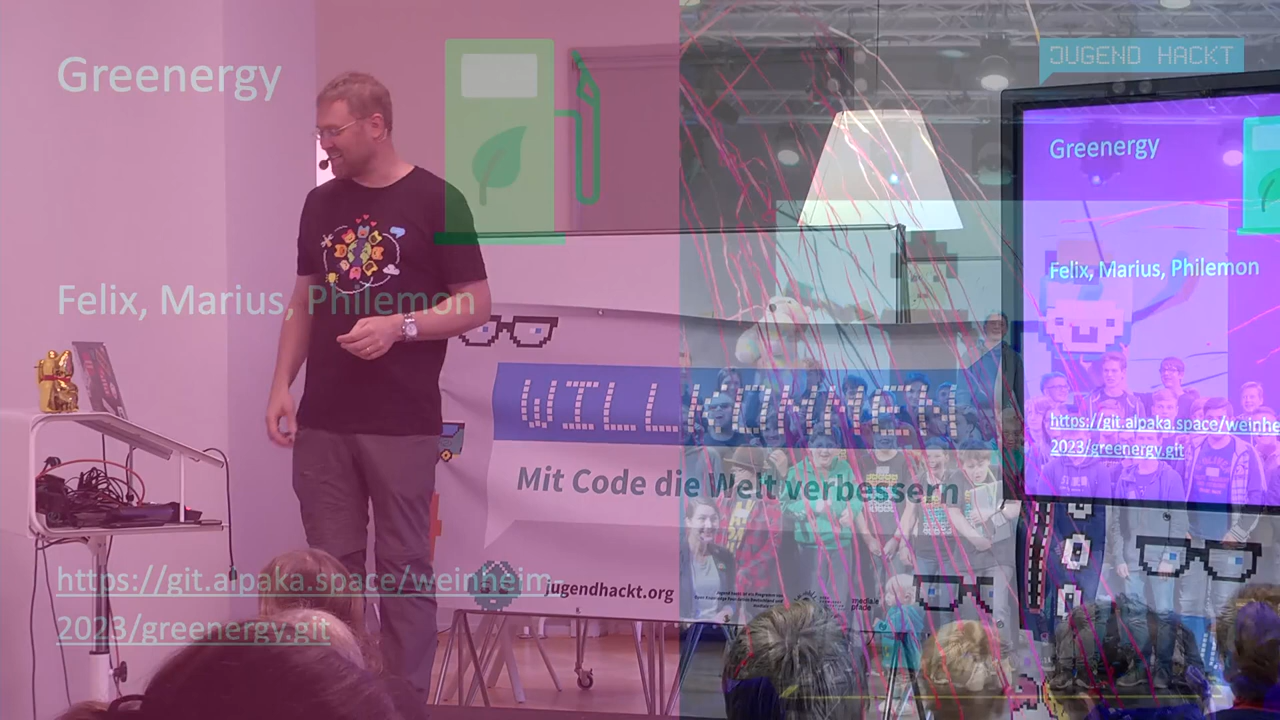 Greenergy
JUGEND HACKT
Greenergy
Felix, Marius, Philemon
Felix, Marius, Philemon
WILLKOMMEN
Mit Code die Welt verbessern
https://git.alpaka.space/weinhe
2023/greenergy.git
https://git.alpaka.space/weinheim-
2023/greenergy.git
jugendhackt.org